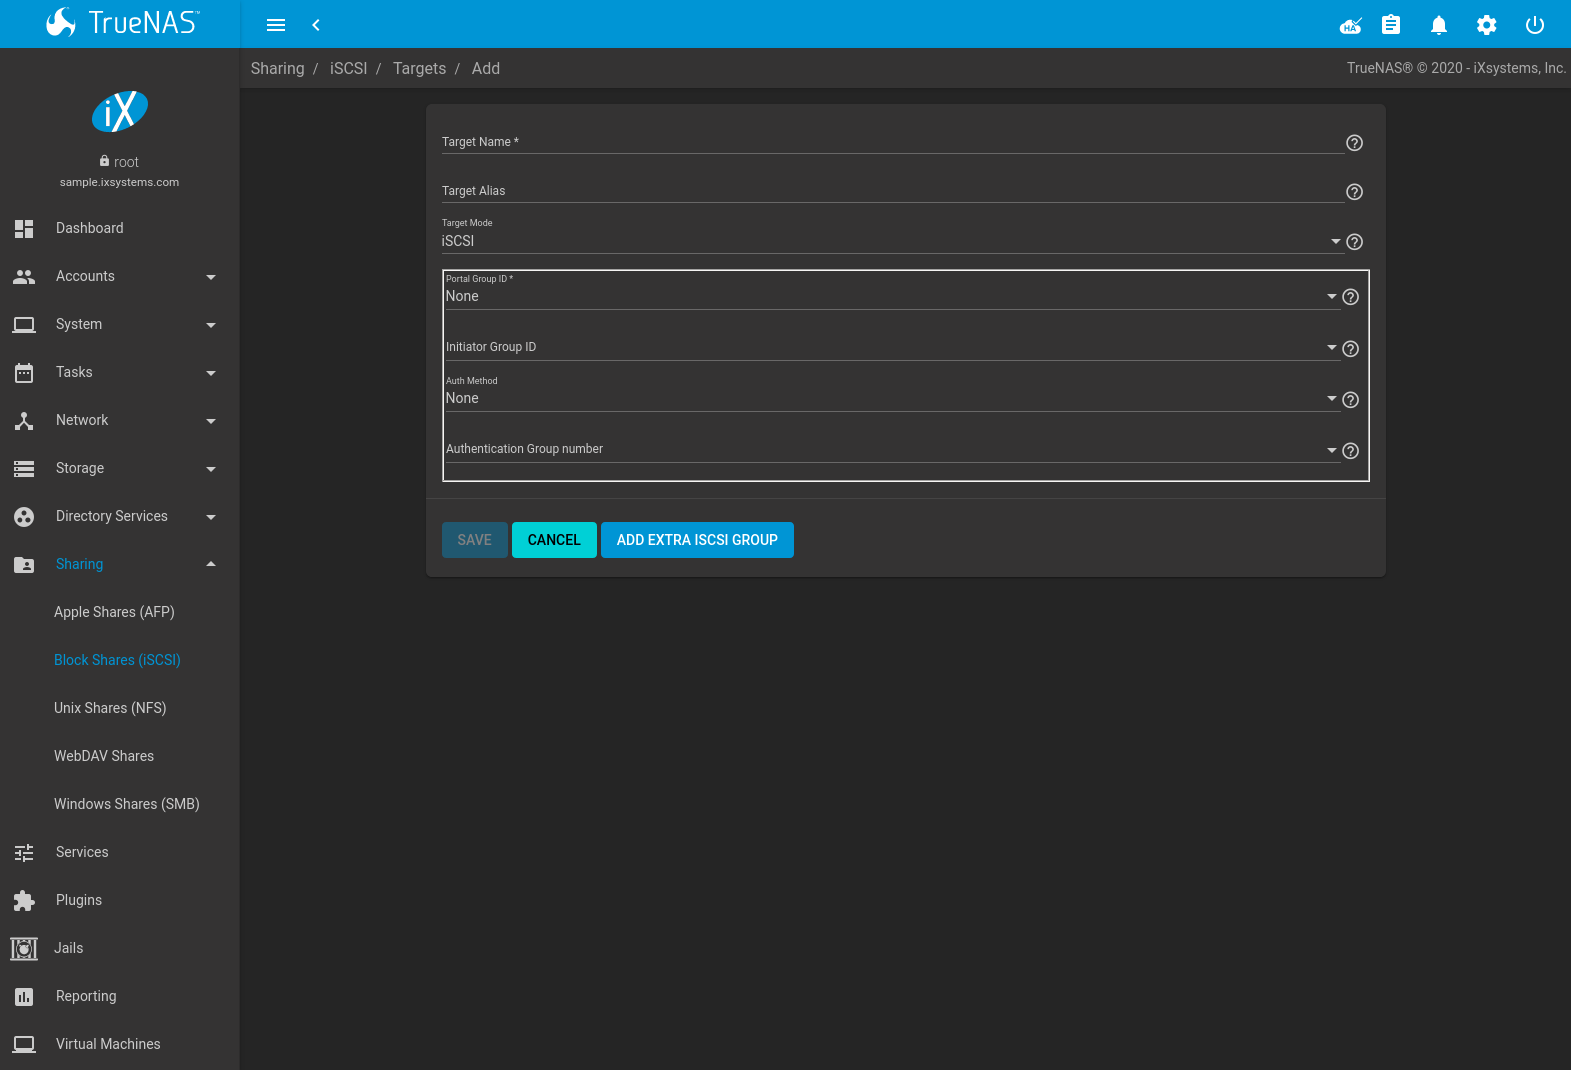 TrueNAS™
Sharing / iSCSI / Targets / Add
TrueNAS® © 2020 - iXsystems, Inc.
iX
root
sample.ixsystems.com
Dashboard
Accounts
System
Tasks
Network
Storage
Directory Services
Sharing
Apple Shares (AFP)
Block Shares (iSCSI)
Unix Shares (NFS)
WebDAV Shares
Windows Shares (SMB)
Services
Plugins
Jails
Reporting
Virtual Machines
HA
Target Name *
Target Alias
Target Mode
iSCSI
Portal Group ID *
None
Initiator Group ID
Auth Method
None
Authentication Group number
SAVE
CANCEL
ADD EXTRA ISCSI GROUP